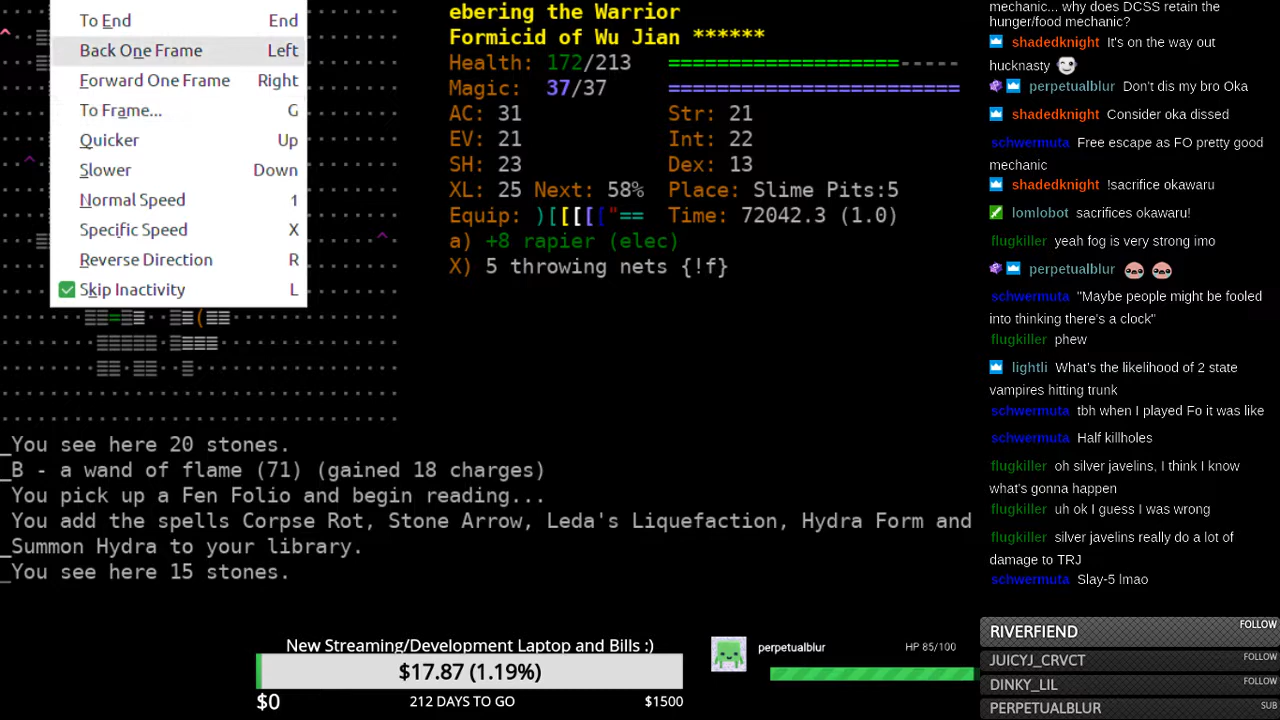 To End End
Back One Frame Left
Forward One Frame Right
To Frame... G
Quicker Up
Slower Down
Normal Speed 1
Specific Speed X
Reverse Direction R
Skip Inactivity L
ebering the Warrior
Formicid of Wu Jian ******
Health: 172/213 ===================-----
Magic: 37/37 ========================
AC: 31 Str: 21
EV: 21 Int: 22
SH: 23 Dex: 13
XL: 25 Next: 58% Place: Slime Pits:5
Equip: )[[[[["== Time: 72042.3 (1.0)
a) +8 rapier (elec)
X) 5 throwing nets {!f}
_You see here 20 stones.
_B - a wand of flame (71) (gained 18 charges)
You pick up a Fen Folio and begin reading...
You add the spells Corpse Rot, Stone Arrow, Leda's Liquefaction, Hydra Form and
_Summon Hydra to your library.
_You see here 15 stones.
New Streaming/Development Laptop and Bills :)
$17.87 (1.19%)
$0 212 DAYS TO GO $1500
perpetualblur HP 85/100
mechanic... why does DCSS retain the
hunger/food mechanic?
shadedknight It's on the way out
hucknasty
perpetualblur Don't dis my bro Oka
shadedknight Consider oka dissed
schwermuta Free escape as FO pretty good
mechanic
shadedknight !sacrifice okawaru
lomlobot sacrifices okawaru!
flugkiller yeah fog is very strong imo
perpetualblur
schwermuta "Maybe people might be fooled
into thinking there's a clock"
flugkiller phew
lightli What's the likelihood of 2 state
vampires hitting trunk
schwermuta tbh when I played Fo it was like
schwermuta Half killholes
flugkiller oh silver javelins, I think I know
what's gonna happen
flugkiller uh ok I guess I was wrong
flugkiller silver javelins really do a lot of
damage to TRJ
schwermuta Slay-5 lmao
RIVERFIEND FOLLOW
JUICYJ_CRVCT FOLLOW
DINKY_LIL FOLLOW
PERPETUALBLUR SUB